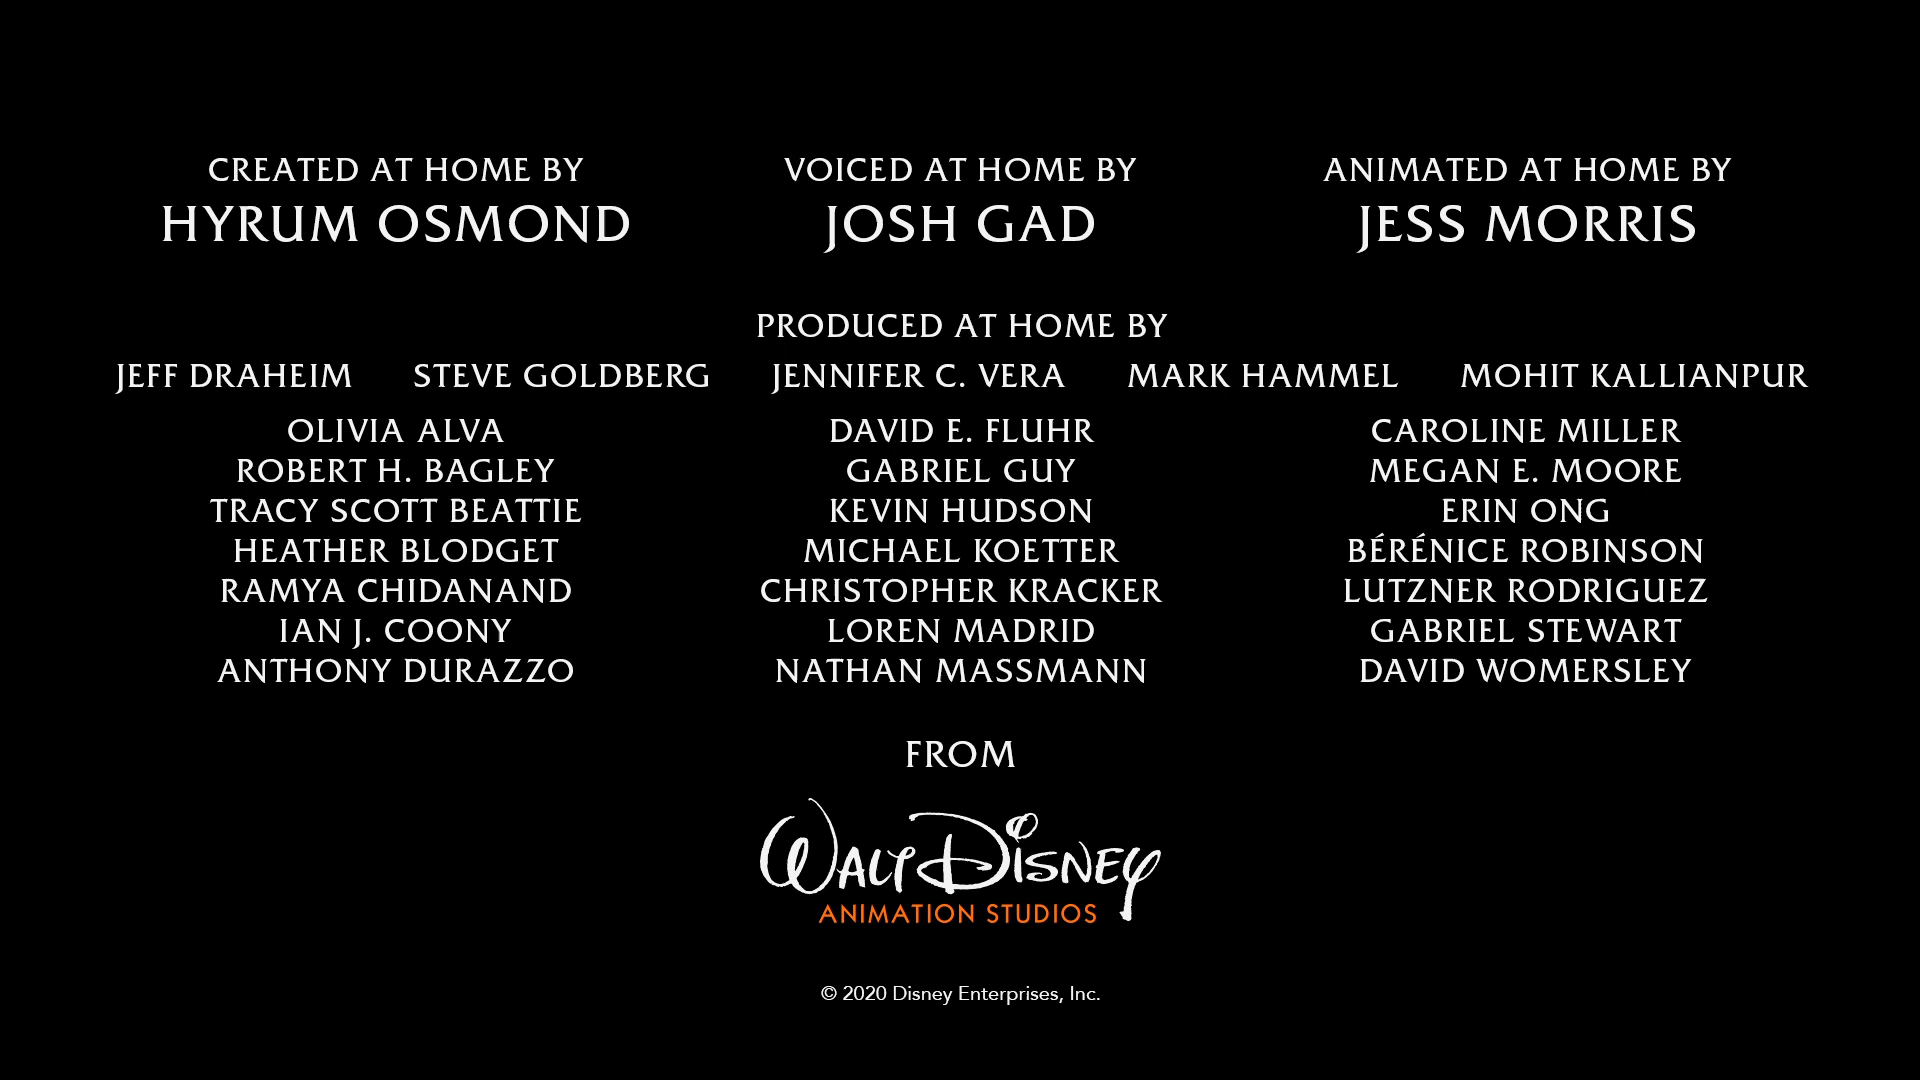 CREATED AT HOME BY
HYRUM OSMOND
VOICED AT HOME BY
JOSH GAD
ANIMATED AT HOME BY
JESS MORRIS
PRODUCED AT HOME BY
JEFF DRAHEIM STEVE GOLDBERG JENNIFER C. VERA MARK HAMMEL MOHIT KALLIANPUR
OLIVIA ALVA
ROBERT H. BAGLEY
TRACY SCOTT BEATTIE
HEATHER BLODGET
RAMYA CHIDANAND
IAN J. COONY
ANTHONY DURAZZO
DAVID E. FLUHR
GABRIEL GUY
KEVIN HUDSON
MICHAEL KOETTER
CHRISTOPHER KRACKER
LOREN MADRID
NATHAN MASSMANN
CAROLINE MILLER
MEGAN E. MOORE
ERIN ONG
BÉRÉNICE ROBINSON
LUTZNER RODRIGUEZ
GABRIEL STEWART
DAVID WOMERSLEY
FROM
WALT DISNEY
ANIMATION STUDIOS
© 2020 Disney Enterprises, Inc.